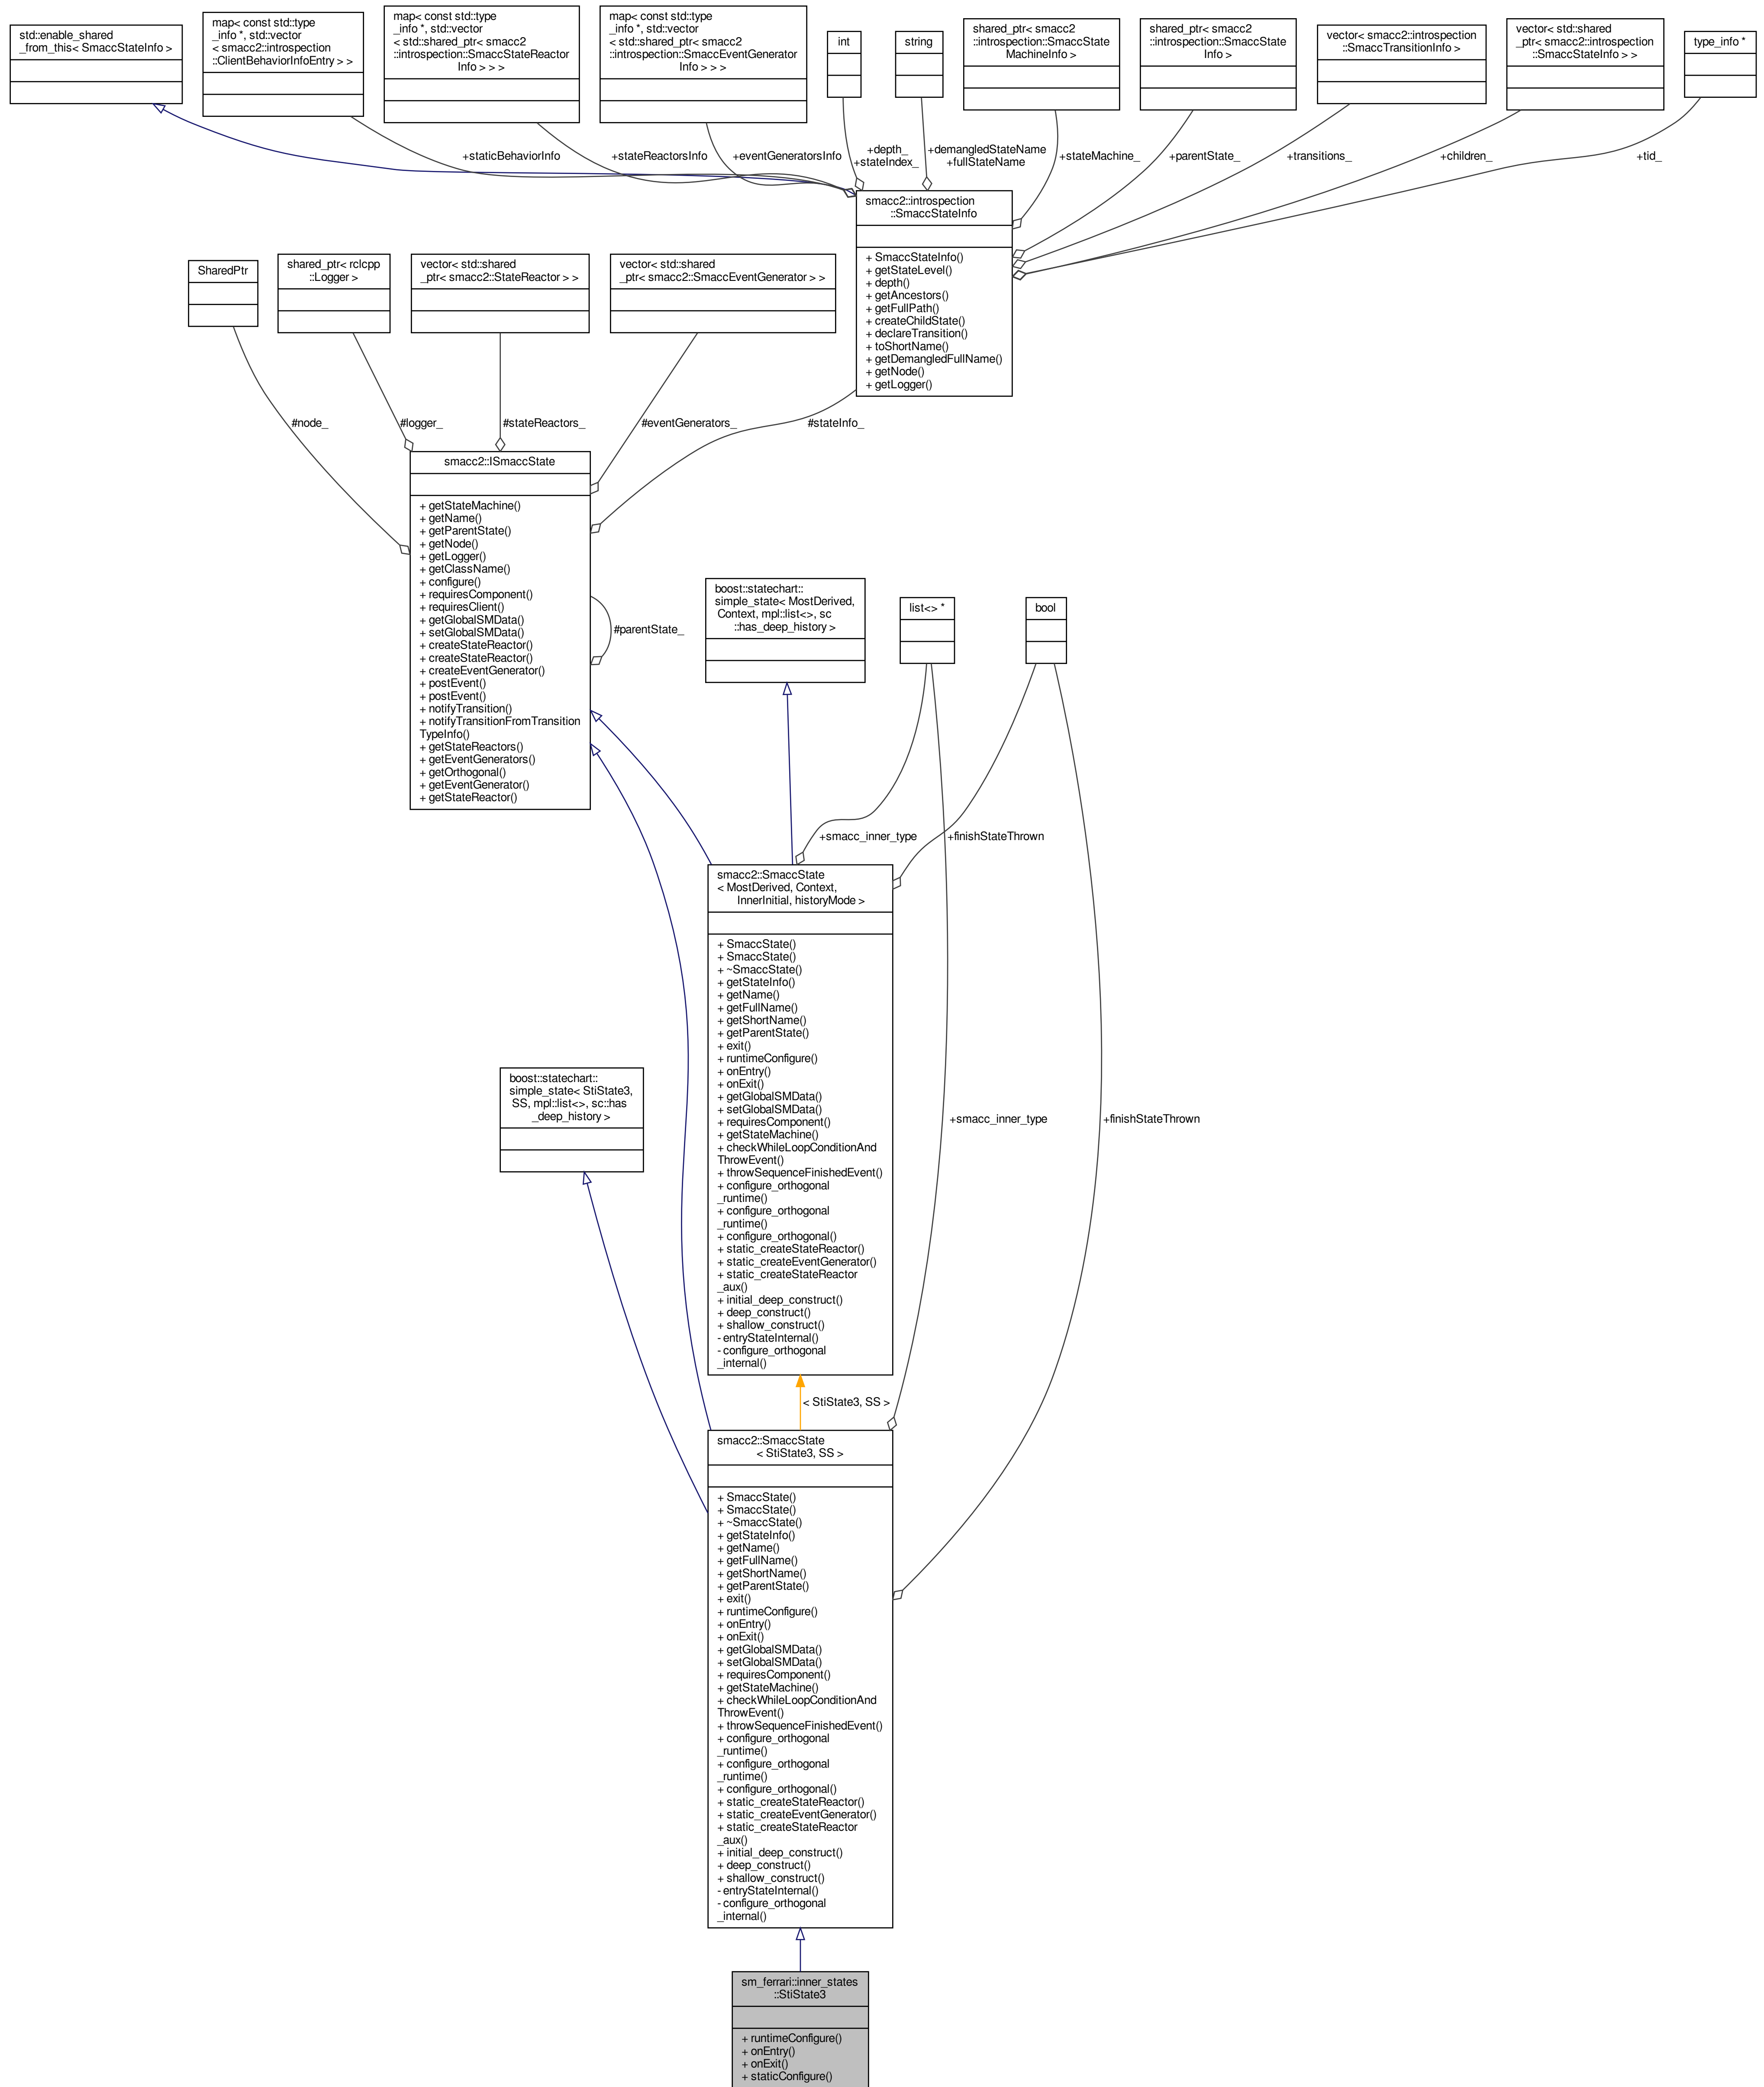 std::enable_shared
_from_this< SmaccStateInfo >
map< const std::type
_info *, std::vector
< smacc2::introspection
::ClientBehaviorInfoEntry > >
map< const std::type
_info *, std::vector
< std::shared_ptr< smacc2
::introspection::SmaccStateReactor
Info > > >
map< const std::type
_info *, std::vector
< std::shared_ptr< smacc2
::introspection::SmaccEventGenerator
Info > > >
int
string
shared_ptr< smacc2
::introspection::SmaccState
MachineInfo >
shared_ptr< smacc2
::introspection::SmaccState
Info >
vector< smacc2::introspection
::SmaccTransitionInfo >
vector< std::shared
_ptr< smacc2::introspection
::SmaccStateInfo > >
type_info *
+staticBehaviorInfo
+stateReactorsInfo
+eventGeneratorsInfo
+depth_
+stateIndex_
+demangledStateName
+fullStateName
+stateMachine_
+parentState_
+transitions_
+children_
+tid_
smacc2::introspection
::SmaccStateInfo
+ SmaccStateInfo()
+ getStateLevel()
+ depth()
+ getAncestors()
+ getFullPath()
+ createChildState()
+ declareTransition()
+ toShortName()
+ getDemangledFullName()
+ getNode()
+ getLogger()
SharedPtr
shared_ptr< rclcpp
::Logger >
vector< std::shared
_ptr< smacc2::StateReactor > >
vector< std::shared
_ptr< smacc2::SmaccEventGenerator > >
#node_
#logger_
#stateReactors_
#eventGenerators_
#stateInfo_
smacc2::ISmaccState
+ getStateMachine()
+ getName()
+ getParentState()
+ getNode()
+ getLogger()
+ getClassName()
+ configure()
+ requiresComponent()
+ requiresClient()
+ getGlobalSMData()
+ setGlobalSMData()
+ createStateReactor()
+ createStateReactor()
+ createEventGenerator()
+ postEvent()
+ postEvent()
+ notifyTransition()
+ notifyTransitionFromTransition
TypeInfo()
+ getStateReactors()
+ getEventGenerators()
+ getOrthogonal()
+ getEventGenerator()
+ getStateReactor()
#parentState_
boost::statechart::
simple_state< MostDerived,
Context, mpl::list<>, sc
::has_deep_history >
list<> *
bool
+smacc_inner_type
+finishStateThrown
smacc2::SmaccState
< MostDerived, Context,
InnerInitial, historyMode >
+ SmaccState()
+ SmaccState()
+ ~SmaccState()
+ getStateInfo()
+ getName()
+ getFullName()
+ getShortName()
+ getParentState()
+ exit()
+ runtimeConfigure()
+ onEntry()
+ onExit()
+ getGlobalSMData()
+ setGlobalSMData()
+ requiresComponent()
+ getStateMachine()
+ checkWhileLoopConditionAnd
ThrowEvent()
+ throwSequenceFinishedEvent()
+ configure_orthogonal
_runtime()
+ configure_orthogonal
_runtime()
+ configure_orthogonal()
+ static_createStateReactor()
+ static_createEventGenerator()
+ static_createStateReactor
_aux()
+ initial_deep_construct()
+ deep_construct()
+ shallow_construct()
- entryStateInternal()
- configure_orthogonal
_internal()
boost::statechart::
simple_state< StiState3,
SS, mpl::list<>, sc::has
_deep_history >
+smacc_inner_type
+finishStateThrown
< StiState3, SS >
smacc2::SmaccState
< StiState3, SS >
+ SmaccState()
+ SmaccState()
+ ~SmaccState()
+ getStateInfo()
+ getName()
+ getFullName()
+ getShortName()
+ getParentState()
+ exit()
+ runtimeConfigure()
+ onEntry()
+ onExit()
+ getGlobalSMData()
+ setGlobalSMData()
+ requiresComponent()
+ getStateMachine()
+ checkWhileLoopConditionAnd
ThrowEvent()
+ throwSequenceFinishedEvent()
+ configure_orthogonal
_runtime()
+ configure_orthogonal
_runtime()
+ configure_orthogonal()
+ static_createStateReactor()
+ static_createEventGenerator()
+ static_createStateReactor
_aux()
+ initial_deep_construct()
+ deep_construct()
+ shallow_construct()
- entryStateInternal()
- configure_orthogonal
_internal()
sm_ferrari::inner_states
::StiState3
+ runtimeConfigure()
+ onEntry()
+ onExit()
+ staticConfigure()